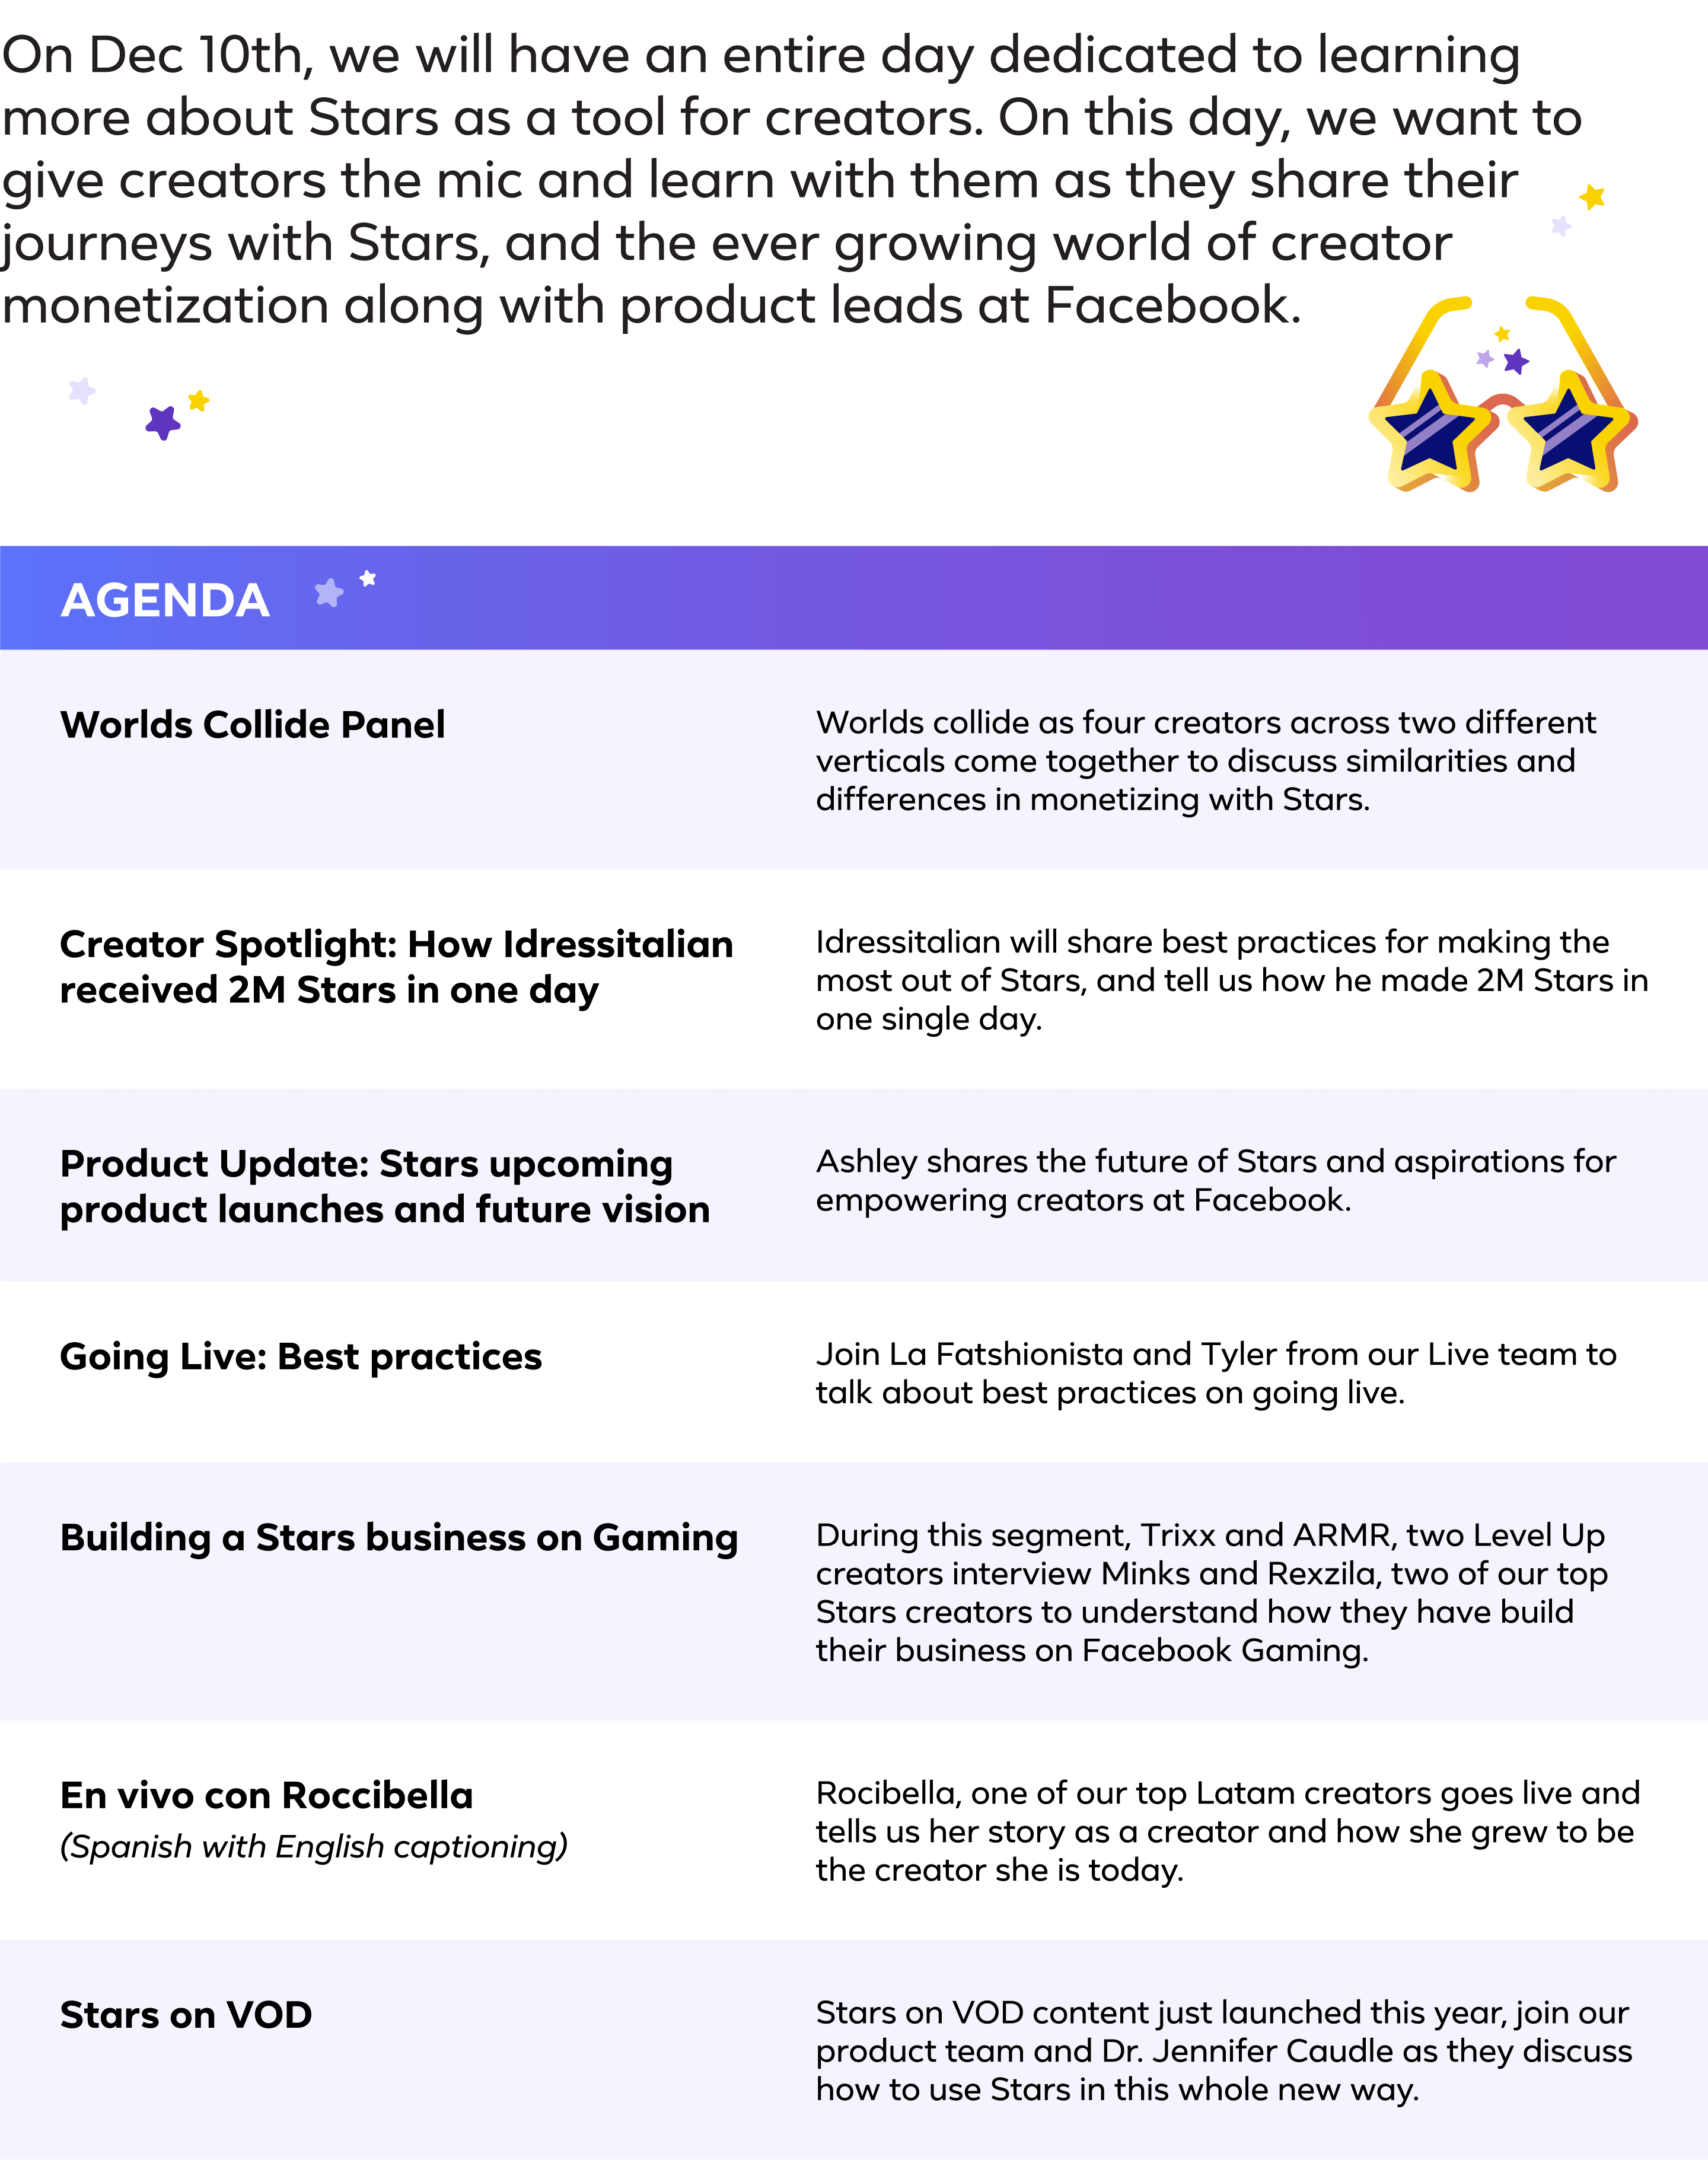 On Dec 10th, we will have an entire day dedicated to learning
more about Stars as a tool for creators. On this day, we want to
give creators the mic and learn with them as they share their
journeys with Stars, and the ever growing world of creator
monetization along with product leads at Facebook.
AGENDA
Worlds Collide Panel
Worlds collide as four creators across two different
verticals come together to discuss similarities and
differences in monetizing with Stars.
Creator Spotlight: How Idressitalian
received 2M Stars in one day
Idressitalian will share best practices for making the
most out of Stars, and tell us how he made 2M Stars in
one single day.
Product Update: Stars upcoming
product launches and future vision
Ashley shares the future of Stars and aspirations for
empowering creators at Facebook.
Going Live: Best practices
Join La Fatshionista and Tyler from our Live team to
talk about best practices on going live.
Building a Stars business on Gaming
During this segment, Trixx and ARMR, two Level Up
creators interview Minks and Rexzila, two of our top
Stars creators to understand how they have build
their business on Facebook Gaming.
En vivo con Roccibella
(Spanish with English captioning)
Rocibella, one of our top Latam creators goes live and
tells us her story as a creator and how she grew to be
the creator she is today.
Stars on VOD
Stars on VOD content just launched this year, join our
product team and Dr. Jennifer Caudle as they discuss
how to use Stars in this whole new way.